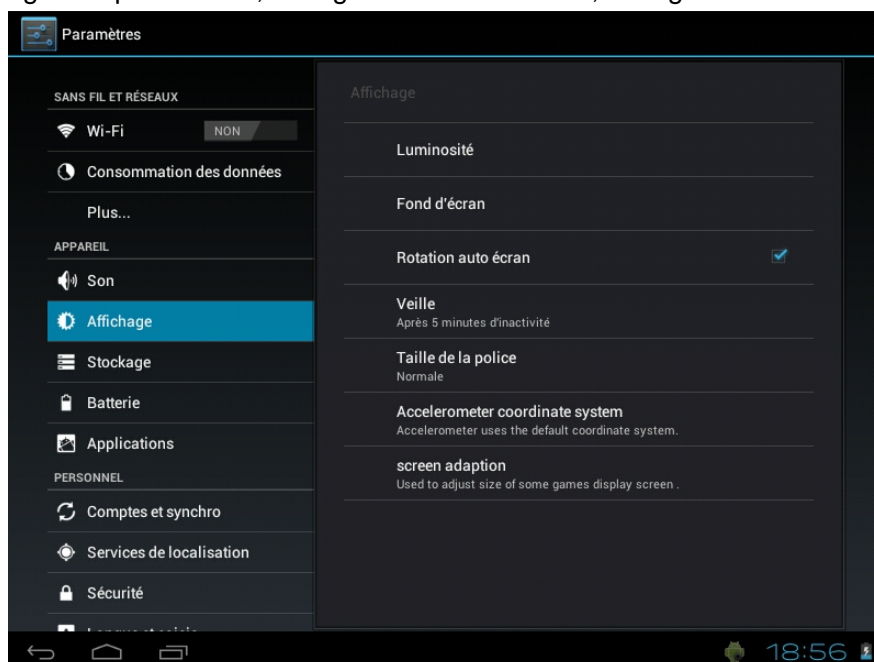 Paramètres
SANS FIL ET RÉSEAUX
Wi-Fi NON
Consommation des données
Plus...
APPAREIL
Son
Affichage
Stockage
Batterie
Applications
PERSONNEL
Comptes et synchro
Services de localisation
Sécurité
Affichage
Luminosité
Fond d'écran
Rotation auto écran
Veille
Après 5 minutes d'inactivité
Taille de la police
Normale
Accelerometer coordinate system
Accelerometer uses the default coordinate system.
screen adaption
Used to adjust size of some games display screen .
18:56